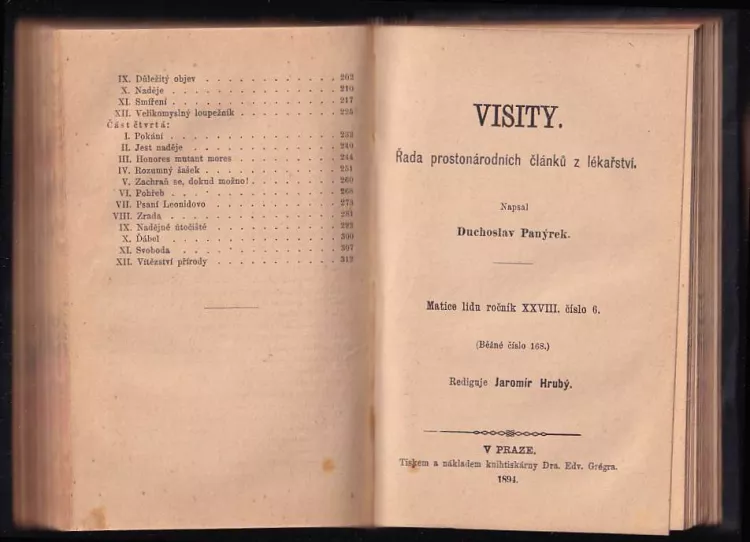 IX. Důležitý objev . . . . . . . . . . . . 202
X. Naděje . . . . . . . . . . . . . . . 210
XI. Smíření . . . . . . . . . . . . . . . 217
XII. Velikomyslný loupežník . . . . . . . . . 225
Část čtvrtá:
I. Pokání . . . . . . . . . . . . . . . 233
II. Jest naděje . . . . . . . . . . . . . 240
III. Honores mutant mores . . . . . . . . . 244
IV. Rozumný šašek . . . . . . . . . . . . 251
V. Zachraň se, dokud možno! . . . . . . . . 260
VI. Pohřeb . . . . . . . . . . . . . . . 268
VII. Psaní Leonidovo . . . . . . . . . . . 273
VIII. Zrada . . . . . . . . . . . . . . . 281
IX. Nadějné útočiště . . . . . . . . . . . 293
X. Ďábel . . . . . . . . . . . . . . . 300
XI. Svoboda . . . . . . . . . . . . . . . 307
XII. Vítězství přírody . . . . . . . . . . . 312
VISITY.
Řada prostonárodních článků z lékařství.
Napsal
Duchoslav Panýrek.
Matice lidu ročník XXVIII. číslo 6.
(Běžné číslo 168.)
Rediguje Jaromír Hrubý.
V PRAZE.
Tiskem a nákladem knihtiskárny Dra. Edv. Grégra.
1894.